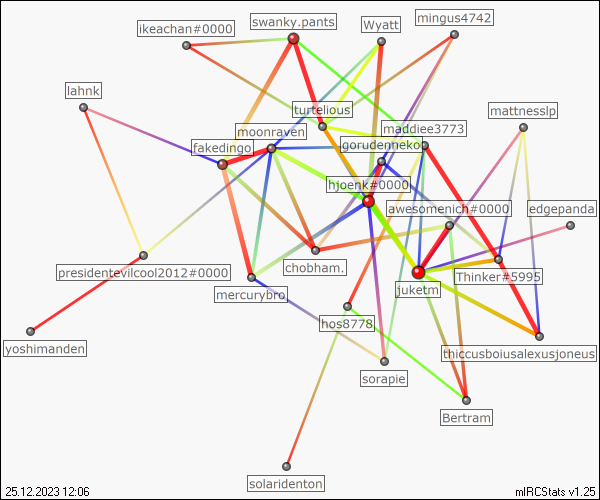 swanky.pants
mingus4742
ikeachan#0000
Wyatt
lahnk
turtelious
mattnesslp
moonraven
maddiee3773
fakedingo
gorudenneko
hjoenk#0000
awesomench#0000
edgepanda
presidentevilcool2012#0000
chobham.
Thinker#5995
mercurybro
juketm
hos8778
yoshimanden
thiccusboiusalexusjoneus
sorapie
Bertram
solaridenton
25.12.2023 12:06
mIRCStats v1.25